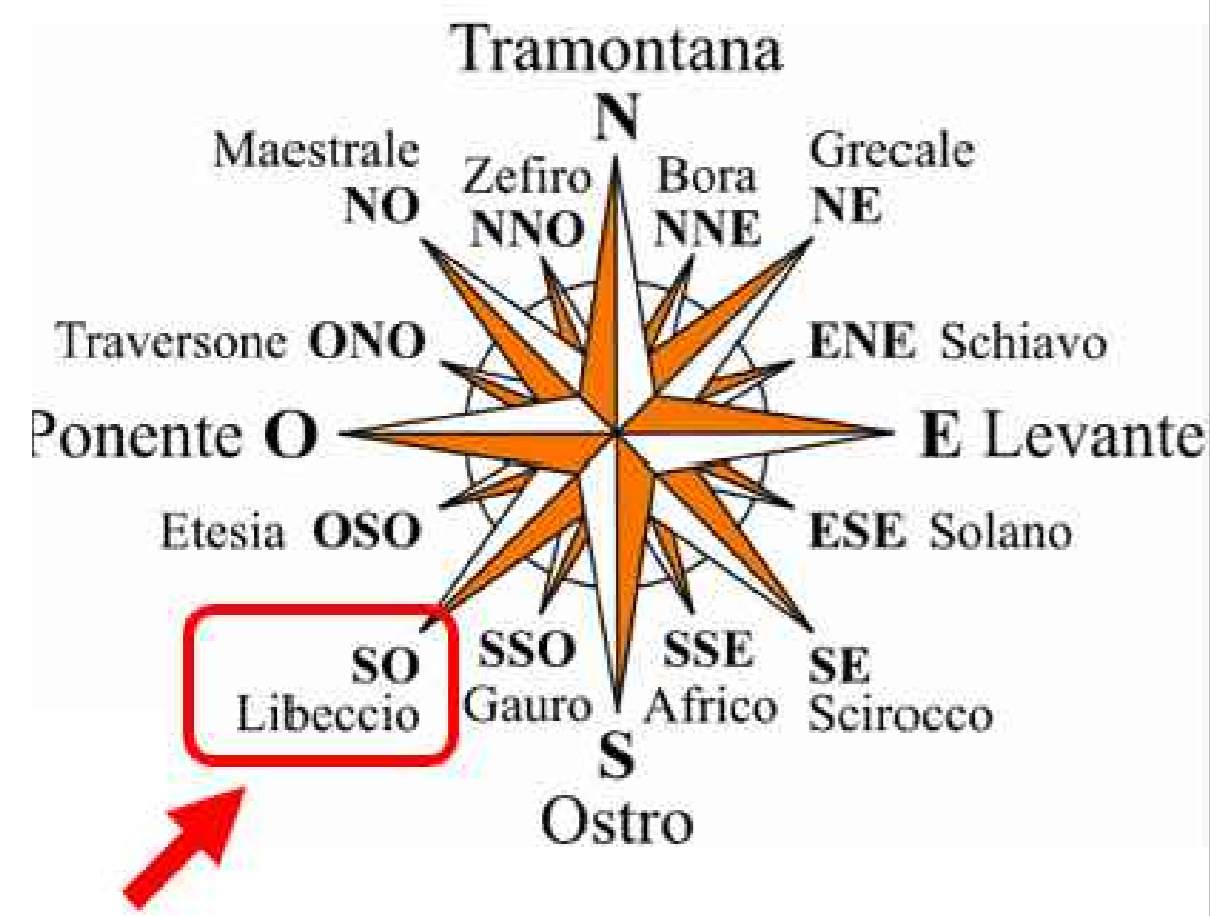 Tramontana
N
Maestrale
NO
Zefiro
NNO
Bora
NNE
Grecale
NE
Traversone ONO
ENE Schiavo
Ponente O
E Levante
Etesia OSO
ESE Solano
SO
Libeccio
SSO
Gauro
SSE
Africo
SE
Scirocco
S
Ostro